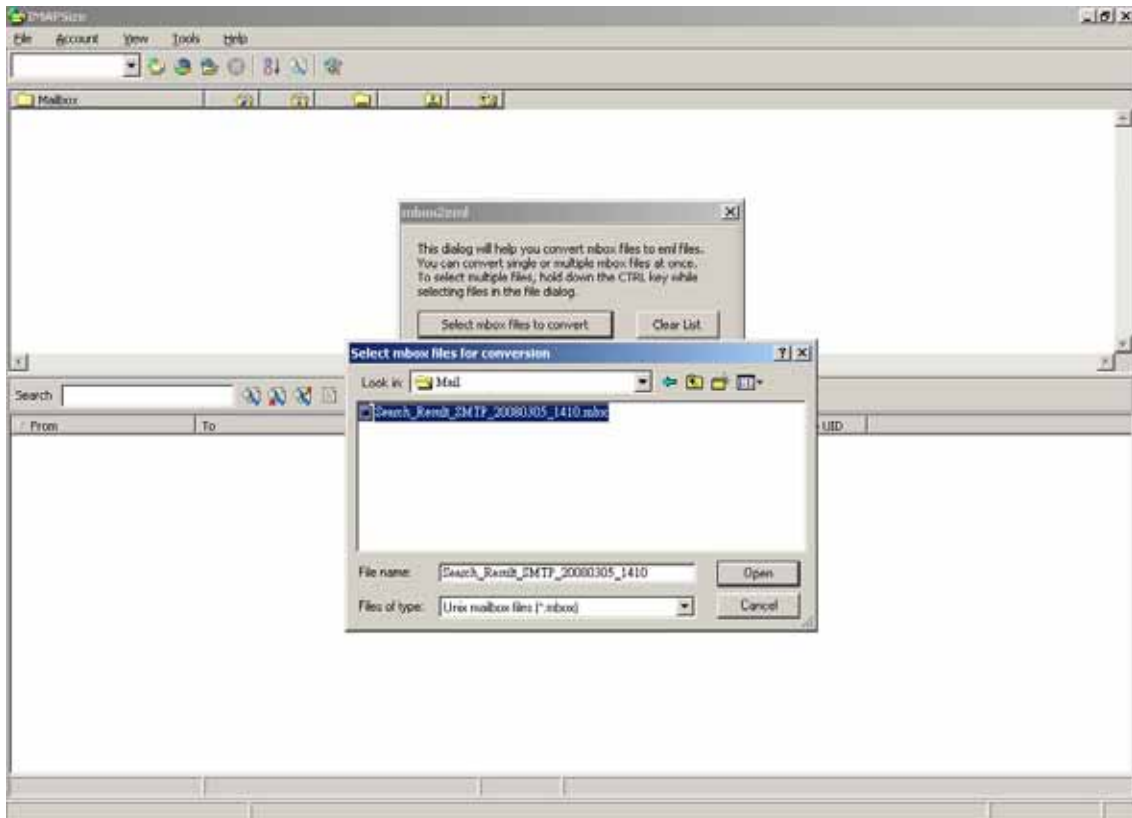 IMAPSize
File Account View Tools Help
Mailbox
mbox2eml
This dialog will help you convert mbox files to eml files.
You can convert single or multiple mbox files at once.
To select multiple files, hold down the CTRL key while
selecting files in the file dialog.
Select mbox files to convert Clear List
Select mbox files for conversion
Look in: Mail
Search_Result_SMTP_20080305_1410.mbox
File name: Search_Result_SMTP_20080305_1410 Open
Files of type: Unix mailbox files (*.mbox) Cancel
Search
From To UID